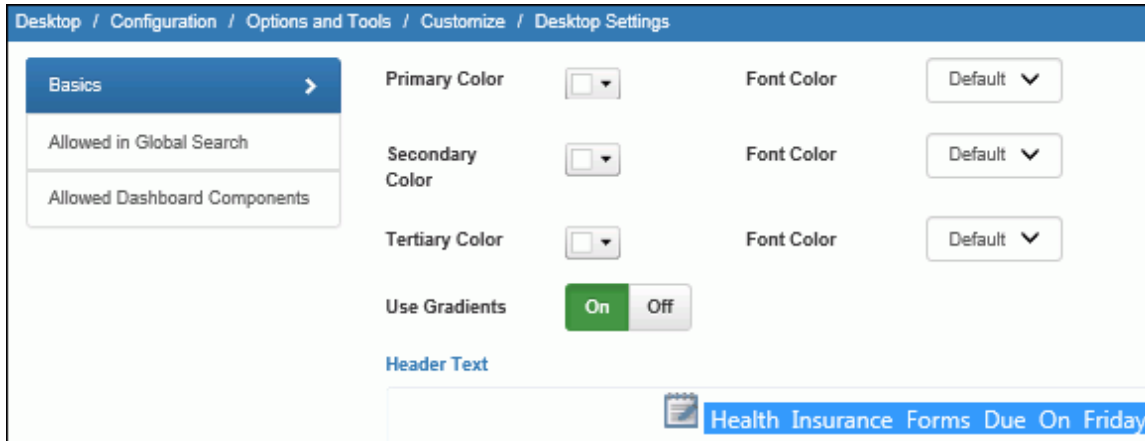 Desktop / Configuration / Options and Tools / Customize / Desktop Settings
Basics
Allowed in Global Search
Allowed Dashboard Components
Primary Color Font Color Default
Secondary Color Font Color Default
Tertiary Color Font Color Default
Use Gradients On Off
Header Text
Health Insurance Forms Due On Friday